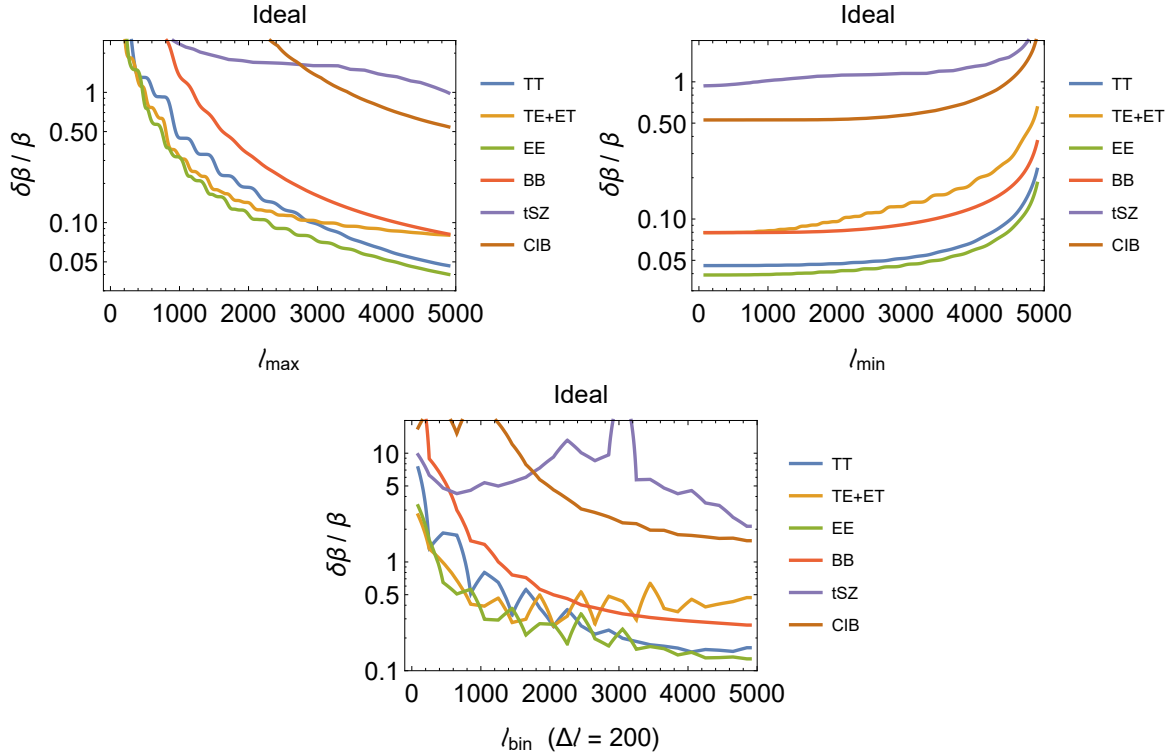 Ideal
δβ / β
1
0.50
0.10
0.05
0 1000 2000 3000 4000 5000
ℓmax
TT
TE+ET
EE
BB
tSZ
CIB
Ideal
δβ / β
1
0.50
0.10
0.05
0 1000 2000 3000 4000 5000
ℓmin
TT
TE+ET
EE
BB
tSZ
CIB
Ideal
δβ / β
10
5
1
0.5
0.1
0 1000 2000 3000 4000 5000
ℓbin (Δℓ = 200)
TT
TE+ET
EE
BB
tSZ
CIB